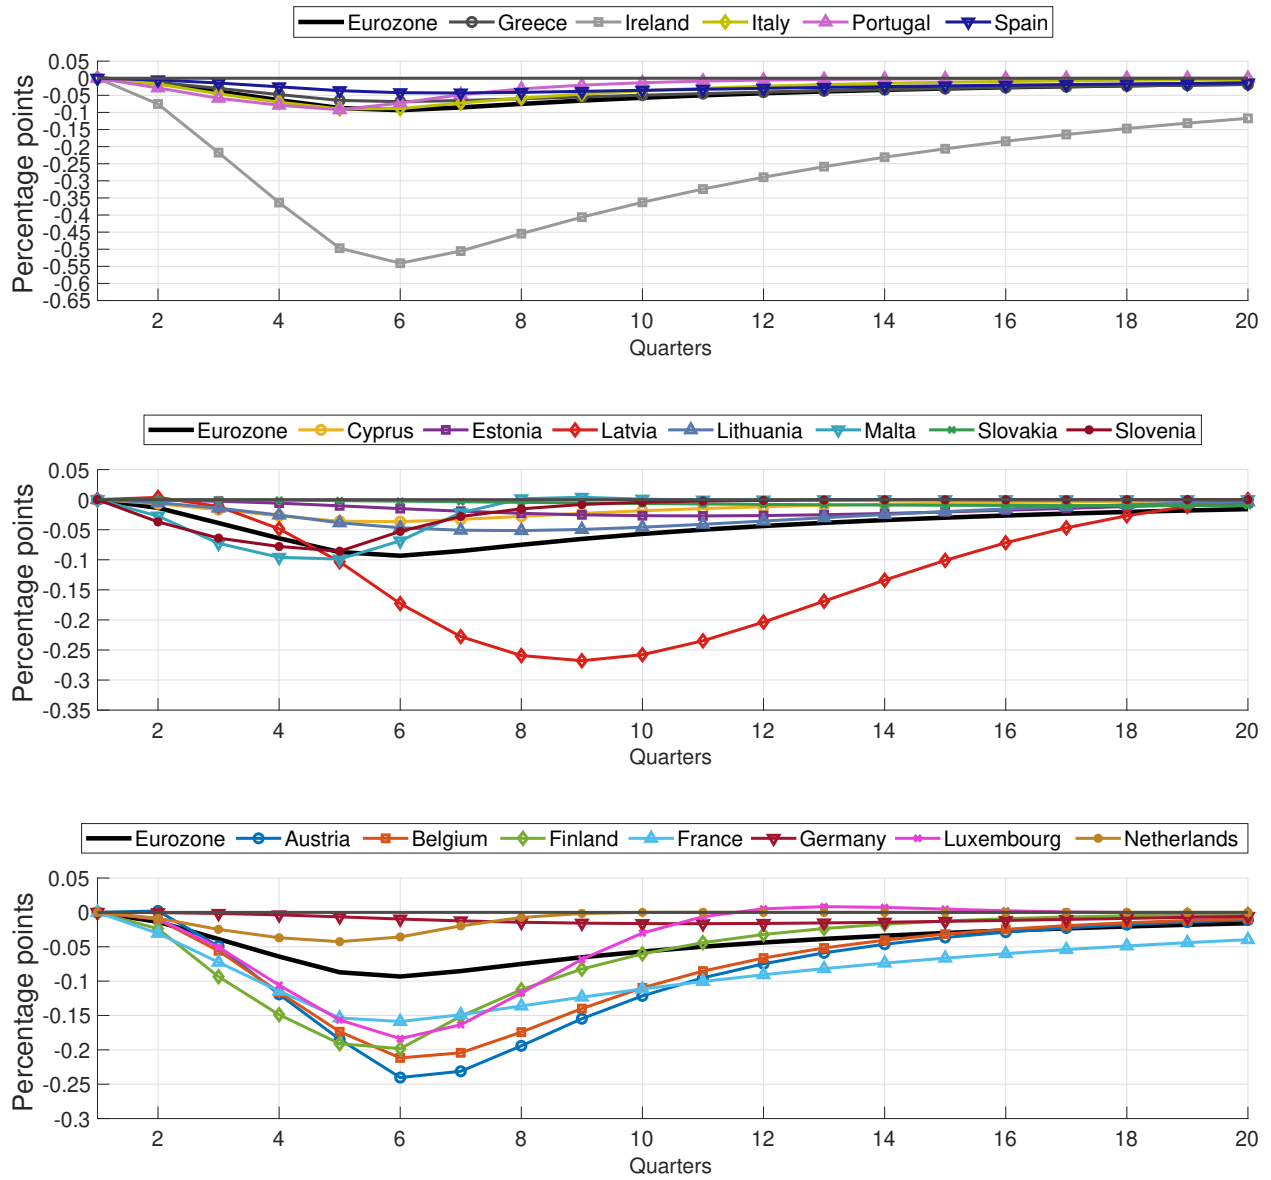 Eurozone Greece Ireland Italy Portugal Spain
0.05
0
-0.05
-0.1
-0.15
-0.2
-0.25
-0.3
-0.35
-0.4
-0.45
-0.5
-0.55
-0.6
-0.65
Percentage points
2 4 6 8 10 12 14 16 18 20
Quarters
Eurozone Cyprus Estonia Latvia Lithuania Malta Slovakia Slovenia
0.05
0
-0.05
-0.1
-0.15
-0.2
-0.25
-0.3
-0.35
Percentage points
2 4 6 8 10 12 14 16 18 20
Quarters
Eurozone Austria Belgium Finland France Germany Luxembourg Netherlands
0.05
0
-0.05
-0.1
-0.15
-0.2
-0.25
-0.3
Percentage points
2 4 6 8 10 12 14 16 18 20
Quarters